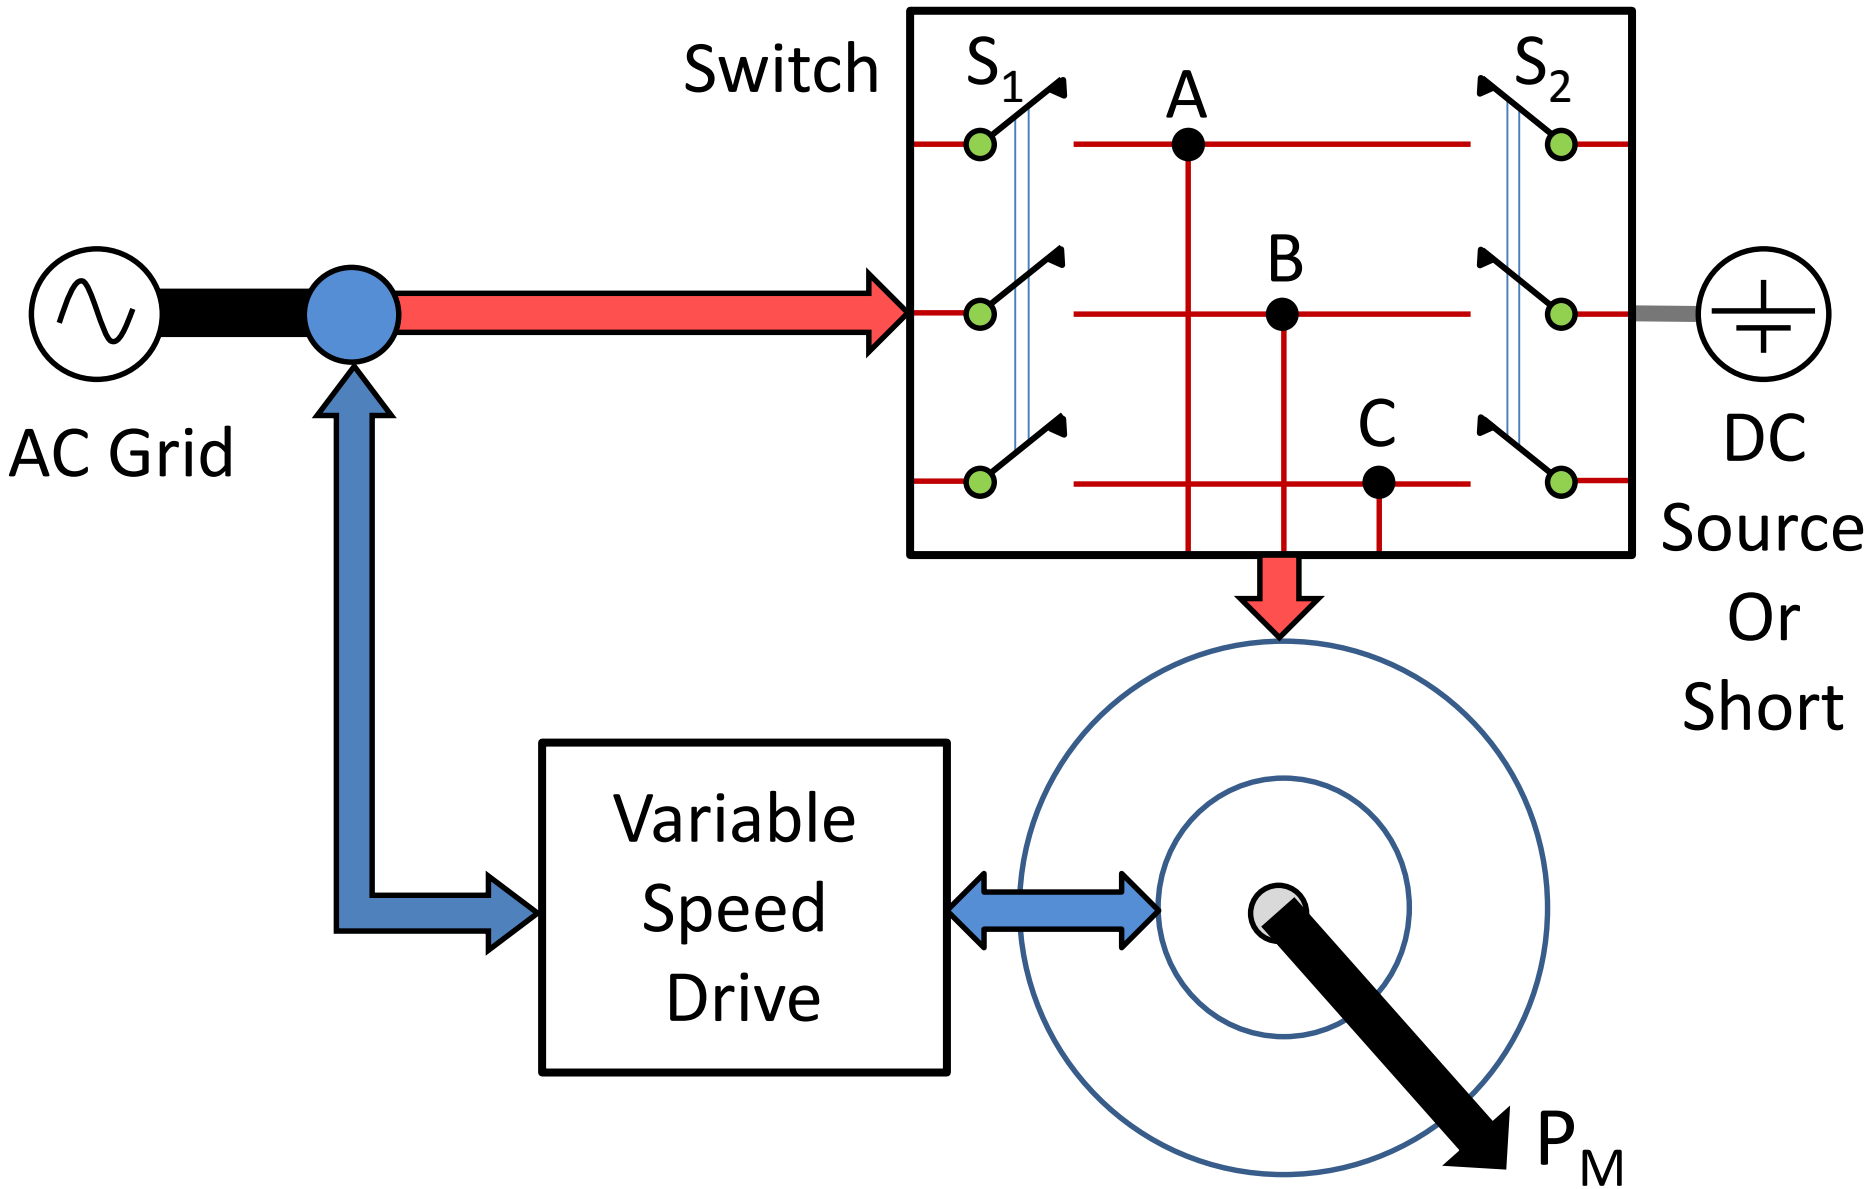 Switch
S1
A
S2
B
C
AC Grid
DC
Source
Or
Short
Variable
Speed
Drive
PM